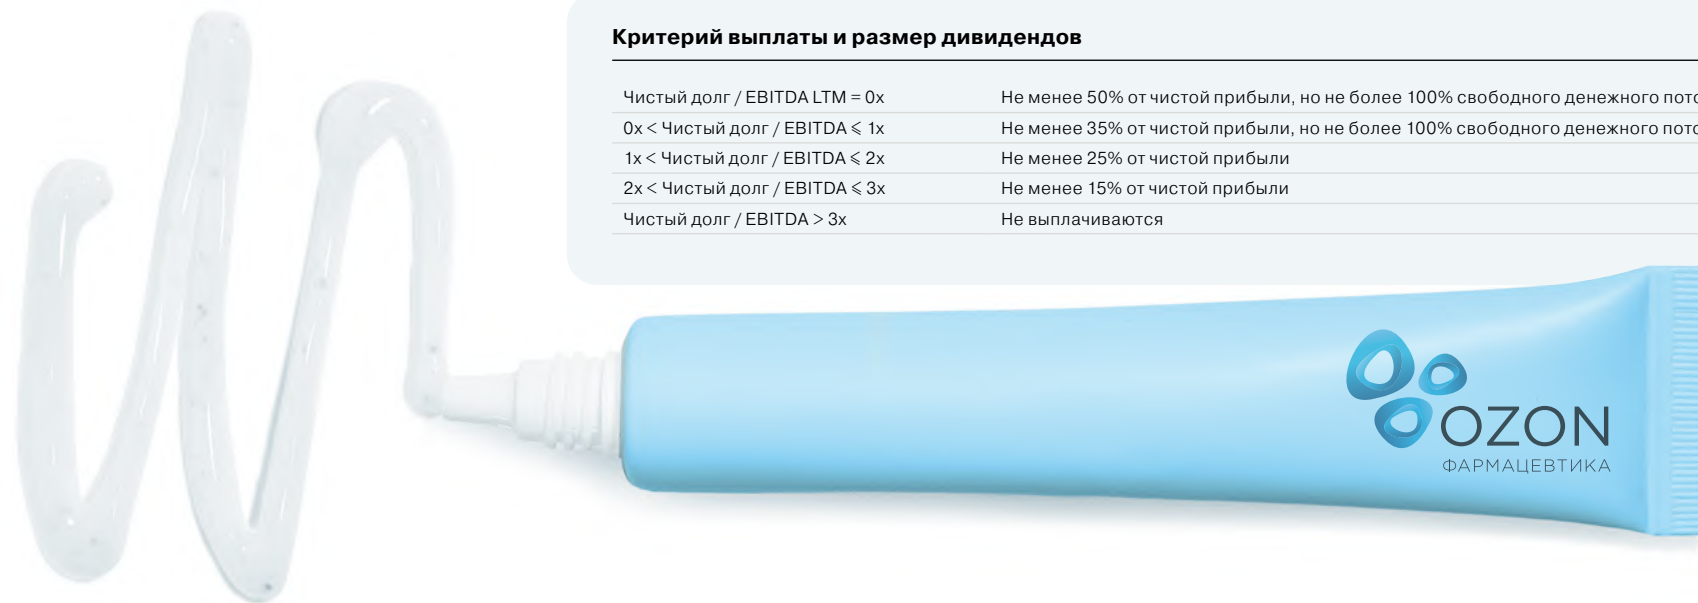 Критерий выплаты и размер дивидендов
Чистый долг / EBITDA LTM = 0x Не менее 50% от чистой прибыли, но не более 100% свободного денежного
0x < Чистый долг / EBITDA ⩽ 1x Не менее 35% от чистой прибыли, но не более 100% свободного денежного
1x < Чистый долг / EBITDA ⩽ 2x Не менее 25% от чистой прибыли
2x < Чистый долг / EBITDA ⩽ 3x Не менее 15% от чистой прибыли
Чистый долг / EBITDA > 3x Не выплачиваются
OZON
ФАРМАЦЕВТИКА